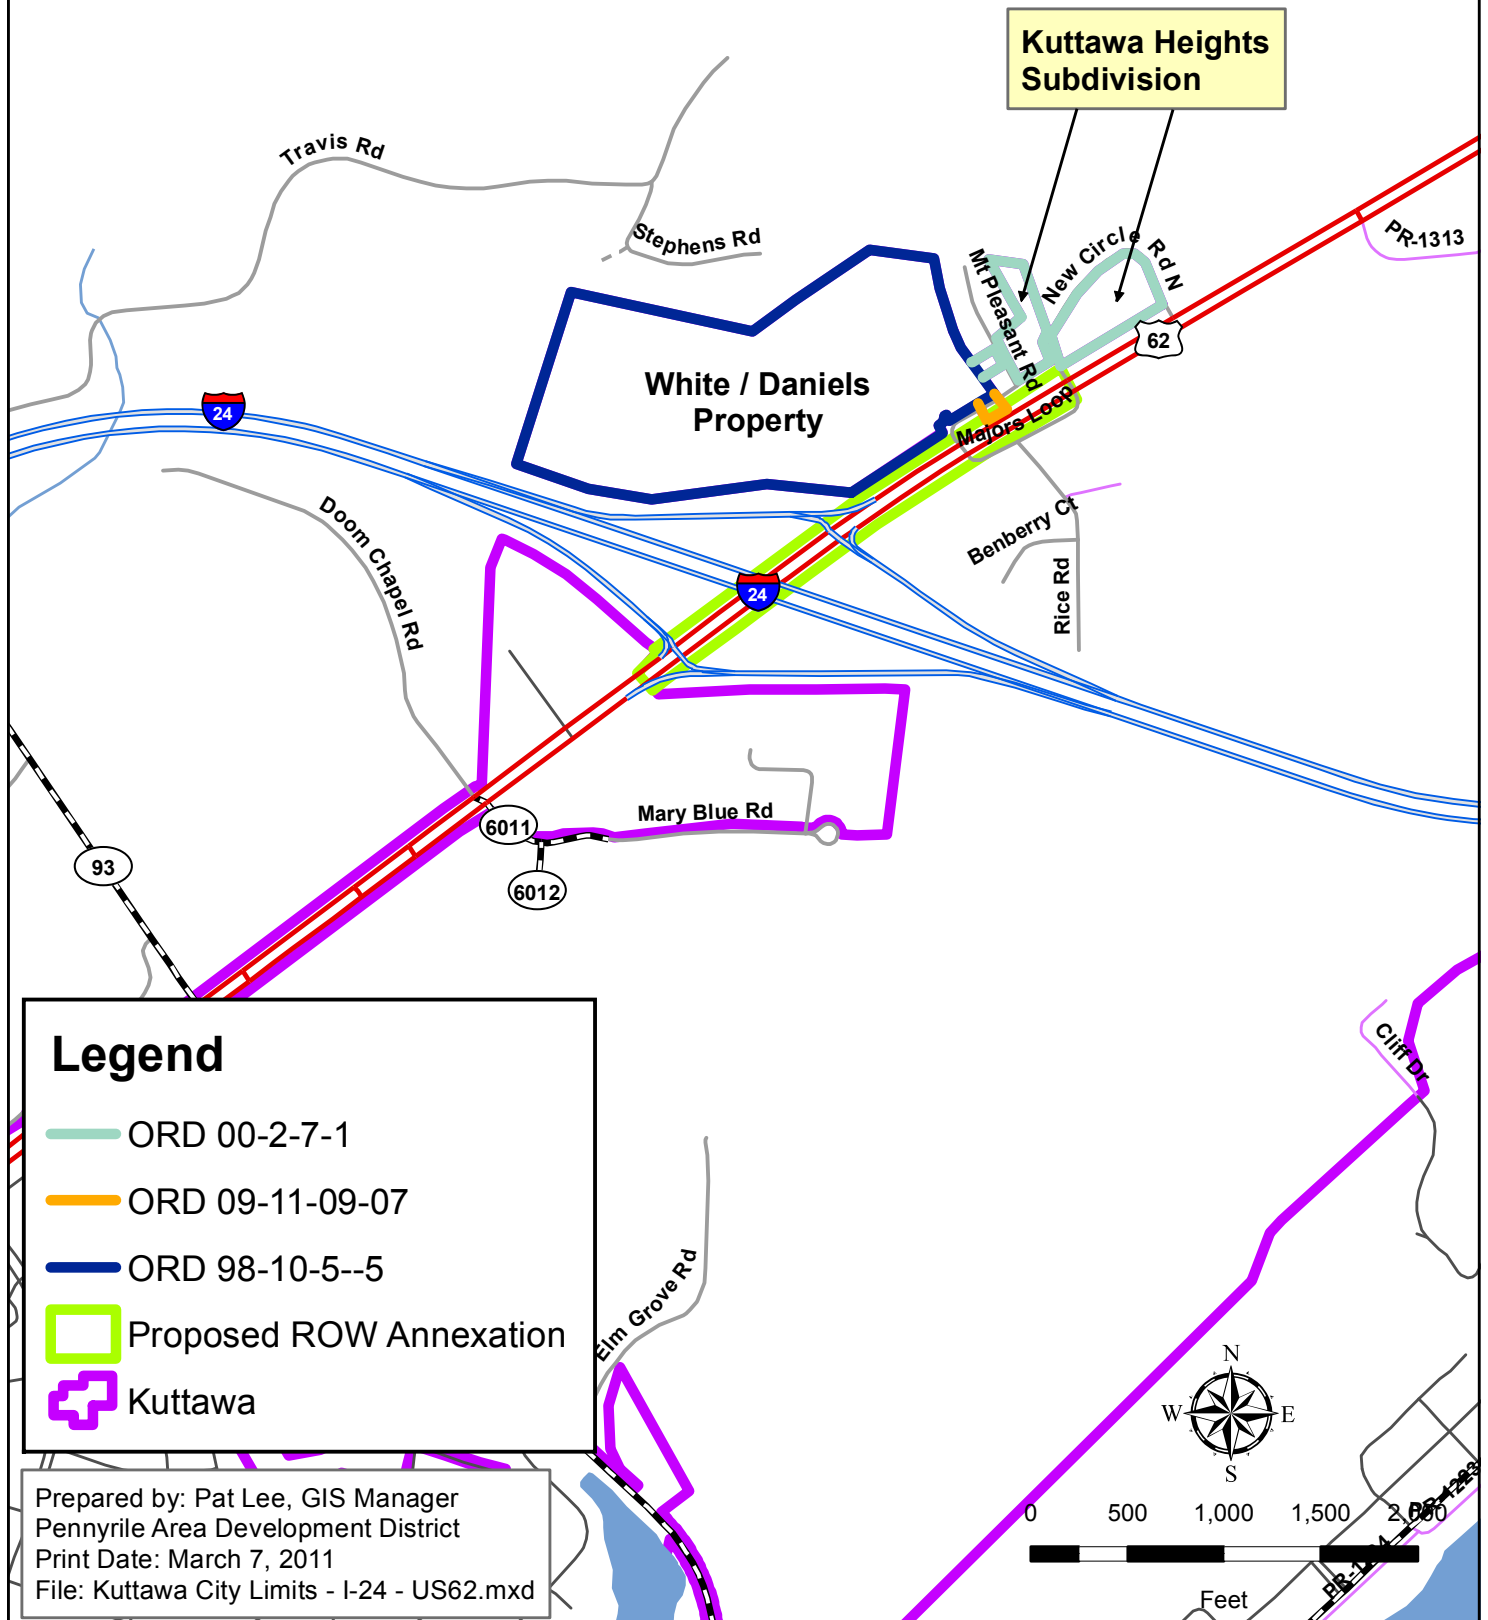 Kuttawa Heights
Subdivision
Travis Rd
Stephens Rd
Mt Pleasant Rd
New Circle Rd N
PR-1313
62
White / Daniels
Property
24
Majors Loop
Doom Chapel Rd
Benberry Ct
Rice Rd
24
Mary Blue Rd
6011
6012
93
Cliff Dr
Legend
ORD 00-2-7-1
ORD 09-11-09-07
ORD 98-10-5--5
Proposed ROW Annexation
Kuttawa
Elm Grove Rd
N
W
E
S
0
500
1,000
1,500
2,000
Feet
PR-1223
Prepared by: Pat Lee, GIS Manager
Pennyrile Area Development District
Print Date: March 7, 2011
File: Kuttawa City Limits - I-24 - US62.mxd